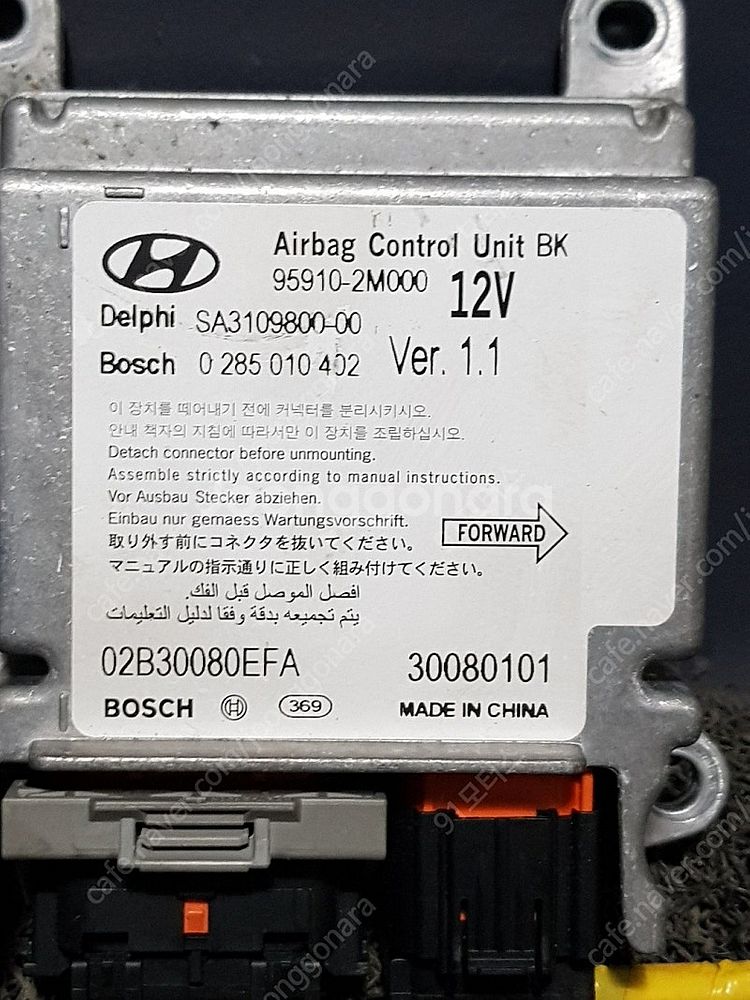 Airbag Control Unit BK
95910-2M000 12V
Delphi SA3109800-00
Bosch 0 285 010 402 Ver. 1.1
이 장치를 떼어내기 전에 커넥터를 분리시키시오.
안내 책자의 지침에 따라서만 이 장치를 조립하십시오.
Detach connector before unmounting.
Assemble strictly according to manual instructions.
Vor Ausbau Stecker abziehen.
Einbau nur gemaess Wartungsvorschrift.
FORWARD
取り外す前にコネクタを抜いてください。
マニュアルの指示通りに正しく組み付けてください。
افصل الموصل قبل الفك.
يتم تجميعه بدقة وفقا لدليل التعليمات
02B30080EFA 30080101
BOSCH 369 MADE IN CHINA
joonggonara
cafe.naver.com/joonggonara